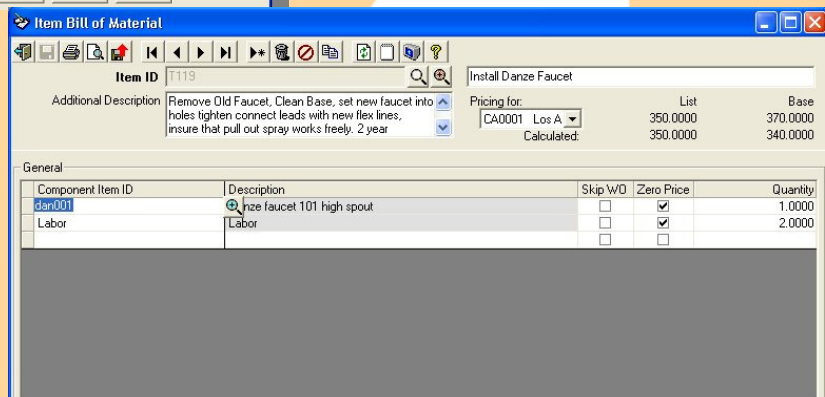 Item Bill of Material
Item ID T119 Install Danze Faucet
Additional Description Remove Old Faucet, Clean Base, set new faucet into
holes tighten connect leads with new flex lines,
insure that pull out spray works freely. 2 year
Pricing for: List Base
CA0001 Los A 350.0000 370.0000
Calculated: 350.0000 340.0000
General
Component Item ID Description Skip WO Zero Price Quantity
dan001 nze faucet 101 high spout 1.0000
Labor Labor 2.0000